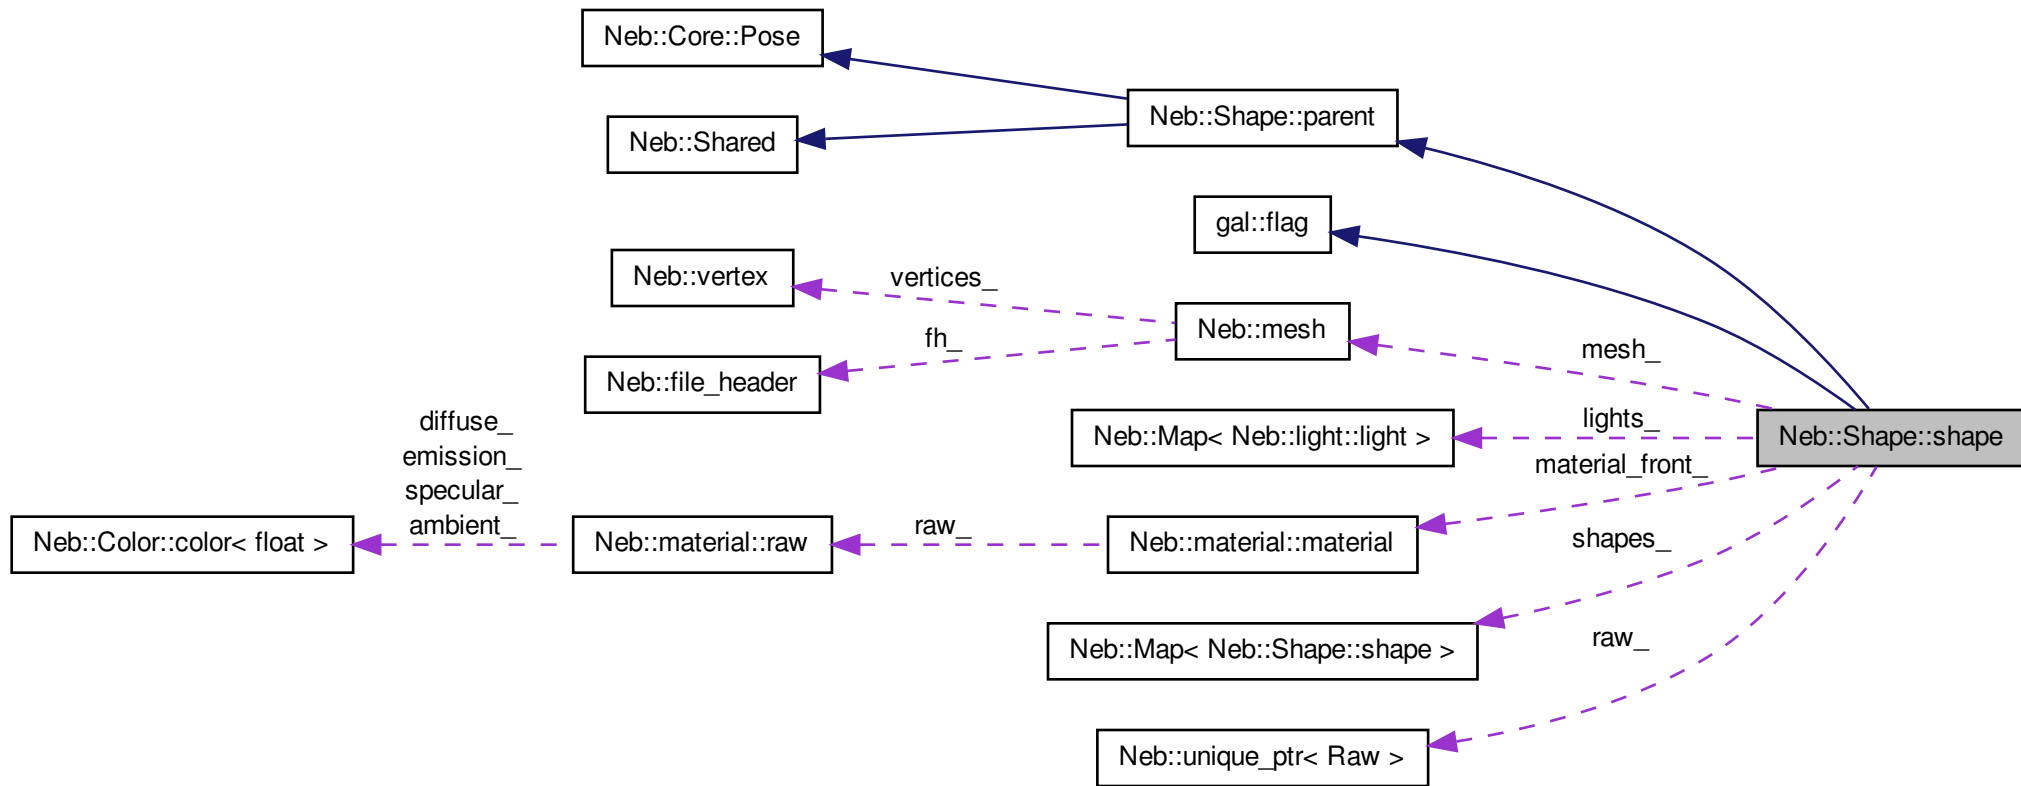 Neb::Core::Pose
Neb::Shape::parent
Neb::Shared
gal::flag
Neb::vertex
vertices_
Neb::mesh
fh_
mesh_
Neb::file_header
diffuse_
emission_
specular_
ambient_
Neb::Map< Neb::light::light >
lights_
Neb::Shape::shape
material_front_
Neb::Color::color< float >
Neb::material::raw
raw_
Neb::material::material
shapes_
Neb::Map< Neb::Shape::shape >
raw_
Neb::unique_ptr< Raw >